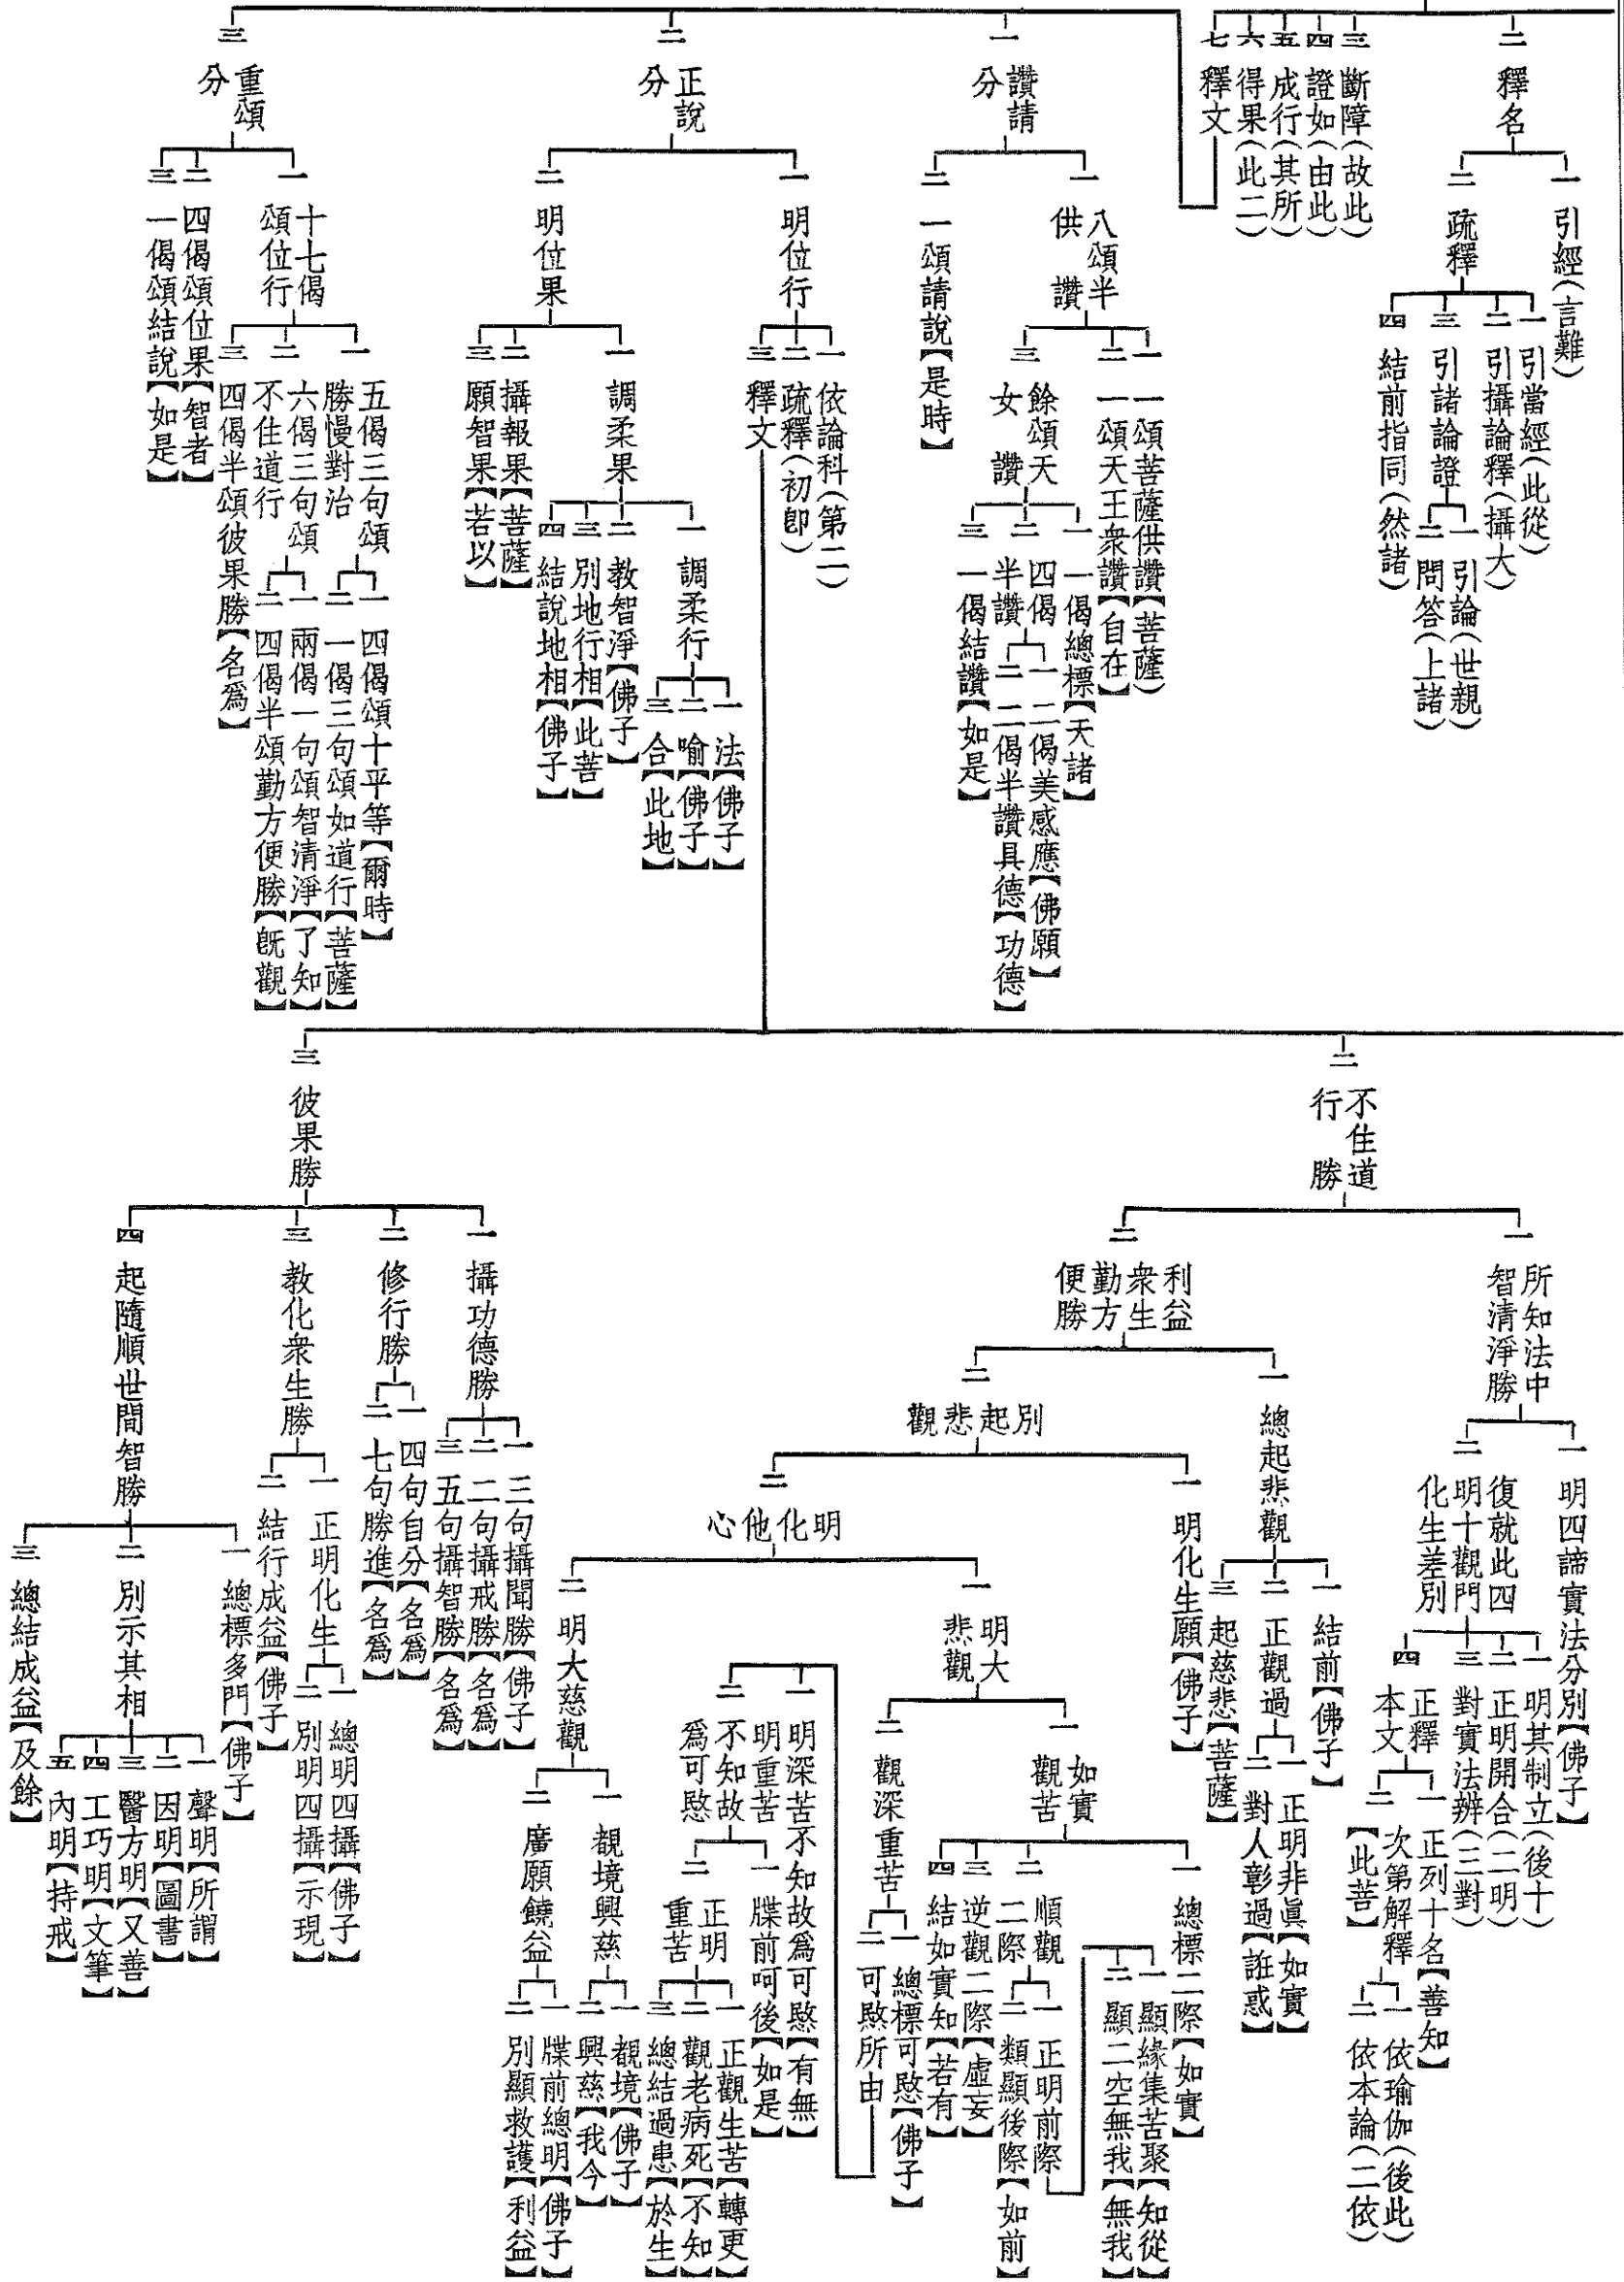 二 釋名
一 引經(言難)
二 疏釋
一 引當經(此從)
二 引攝論釋(攝大)
三 引諸論證
一 引論(世親)
二 問答(上諸)
四 結前指同(然諸)
三 斷障(故此)
四 證如(由此)
五 成行(其所)
六 得果(此二)
七 釋文
一 讚請分
一 八頌半供讚
一 一頌菩薩供讚(菩薩)
二 一頌天王衆讚【自在】
三 餘頌天女讚
一 一偈總標【天諸】
二 四偈半讚
一 二偈美感應【佛願】
二 二偈半讚具德【功德】
三 一偈結讚【如是】
二 一頌請說【是時】
二 正說分
一 明位行
一 依論科(第二)
二 疏釋(初卽)
三 釋文
二 明位果
一 調柔果
一 調柔行
一 法【佛子】
二 喻【佛子】
三 合【此地】
二 教智淨【佛子】
三 別地行相【此菩】
四 結說地相【佛子】
二 攝報果【菩薩】
三 願智果【若以】
三 重頌分
一 十七偈頌位行
一 五偈三句頌勝慢對治
一 四偈頌十平等【爾時】
二 一偈三句頌如道行【菩薩】
二 六偈三句頌不住道行
一 兩偈一句頌智清淨【了知】
二 四偈半頌勤方便勝【旣觀】
三 四偈半頌彼果勝【名爲】
二 四偈頌位果【智者】
三 一偈頌結說【如是】
二 不住道行勝
一 所知法中智清淨勝
一 明四諦實法分別【佛子】
二 復就此四明十觀門化生差別
一 明其制立(後十)
二 正明開合(二明)
三 對實法辨(三對)
四 正釋本文
一 正列十名【善知】
二 次第解釋【此菩】
一 依瑜伽(後此)
二 依本論(二依)
二 利益衆生勤方便勝
一 總起悲觀
一 結前【佛子】
二 正觀過
一 正明非眞【如實】
二 對人彰過【誑惑】
三 起慈悲【菩薩】
二 別起悲觀
一 明化生願【佛子】
二 明化他心
一 明大悲觀
一 如實觀苦
一 總標二際【如實】
二 順觀二際
一 正明前際
一 顯緣集苦聚【知從】
二 顯二空無我【無我】
二 類顯後際【如前】
三 逆觀二際【虛妄】
四 結如實知【若有】
二 觀深重苦
一 總標可愍【佛子】
二 可愍所由
一 明深苦不知故爲可愍【有無】
二 明重苦不知故爲可愍
一 牒前呵後【如是】
二 正明重苦
一 正觀生苦【轉更】
二 觀老病死【不知】
三 總結過患【於生】
二 明大慈觀
一 覩境興慈
一 覩境【佛子】
二 興慈【我今】
二 廣願饒益
一 牒前總明【佛子】
二 別顯救護【利益】
三 彼果勝
一 攝功德勝
一 三句攝聞勝【佛子】
二 二句攝戒勝【名爲】
三 五句攝智勝【名爲】
二 修行勝
一 四句自分【名爲】
二 七句勝進【名爲】
三 教化衆生勝
一 正明化生
一 總明四攝【佛子】
二 別明四攝【示現】
二 結行成益【佛子】
四 起隨順世間智勝
一 總標多門【佛子】
二 別示其相
一 聲明【所謂】
二 因明【圖書】
三 醫方明【又善】
四 工巧明【文筆】
五 內明【持戒】
三 總結成益【及餘】